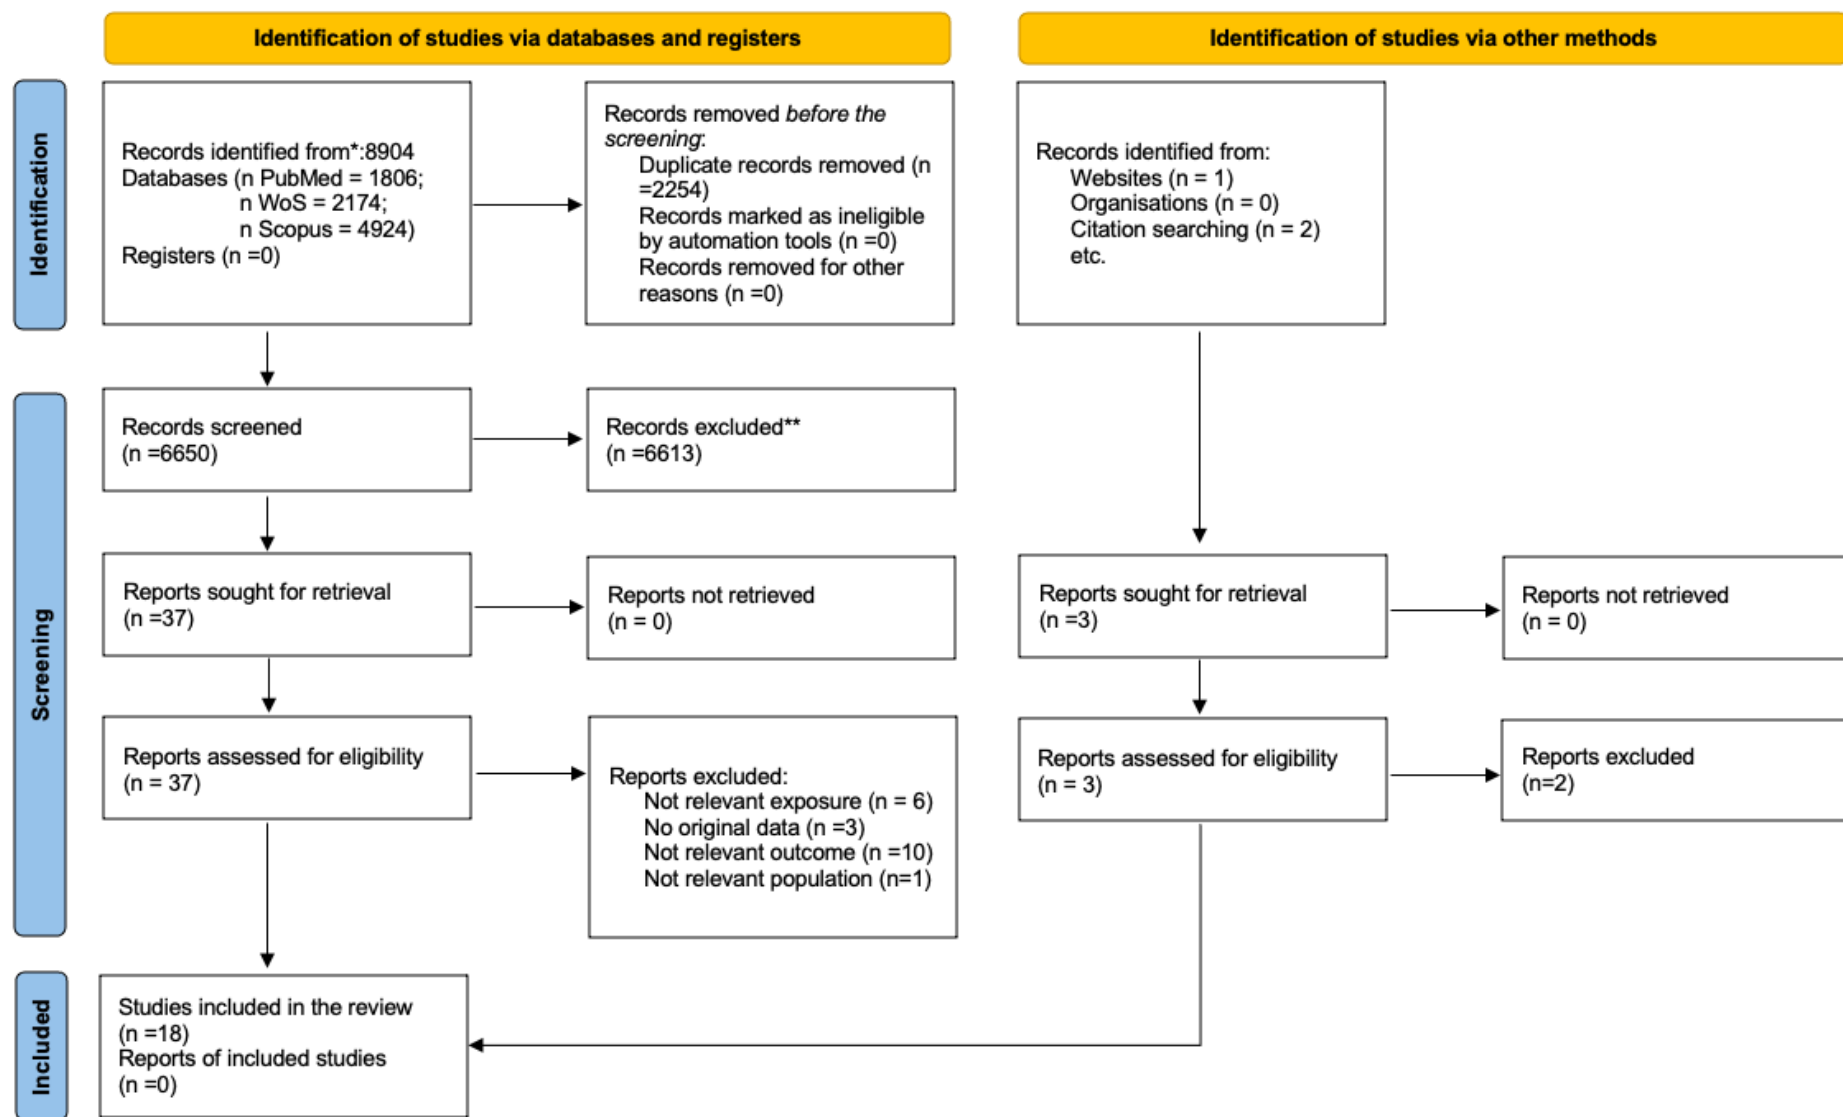 Identification of studies via databases and registers
Identification of studies via other methods
Identification
Records identified from*:8904
Databases (n PubMed = 1806;
n WoS = 2174;
n Scopus = 4924)
Registers (n =0)
Records removed before the
screening:
Duplicate records removed (n
=2254)
Records marked as ineligible
by automation tools (n =0)
Records removed for other
reasons (n =0)
Records identified from:
Websites (n = 1)
Organisations (n = 0)
Citation searching (n = 2)
etc.
Screening
Records screened
(n =6650)
Records excluded**
(n =6613)
Reports sought for retrieval
(n =37)
Reports not retrieved
(n = 0)
Reports sought for retrieval
(n =3)
Reports not retrieved
(n = 0)
Reports assessed for eligibility
(n = 37)
Reports excluded:
Not relevant exposure (n = 6)
No original data (n =3)
Not relevant outcome (n =10)
Not relevant population (n=1)
Reports assessed for eligibility
(n = 3)
Reports excluded
(n=2)
Included
Studies included in the review
(n =18)
Reports of included studies
(n =0)